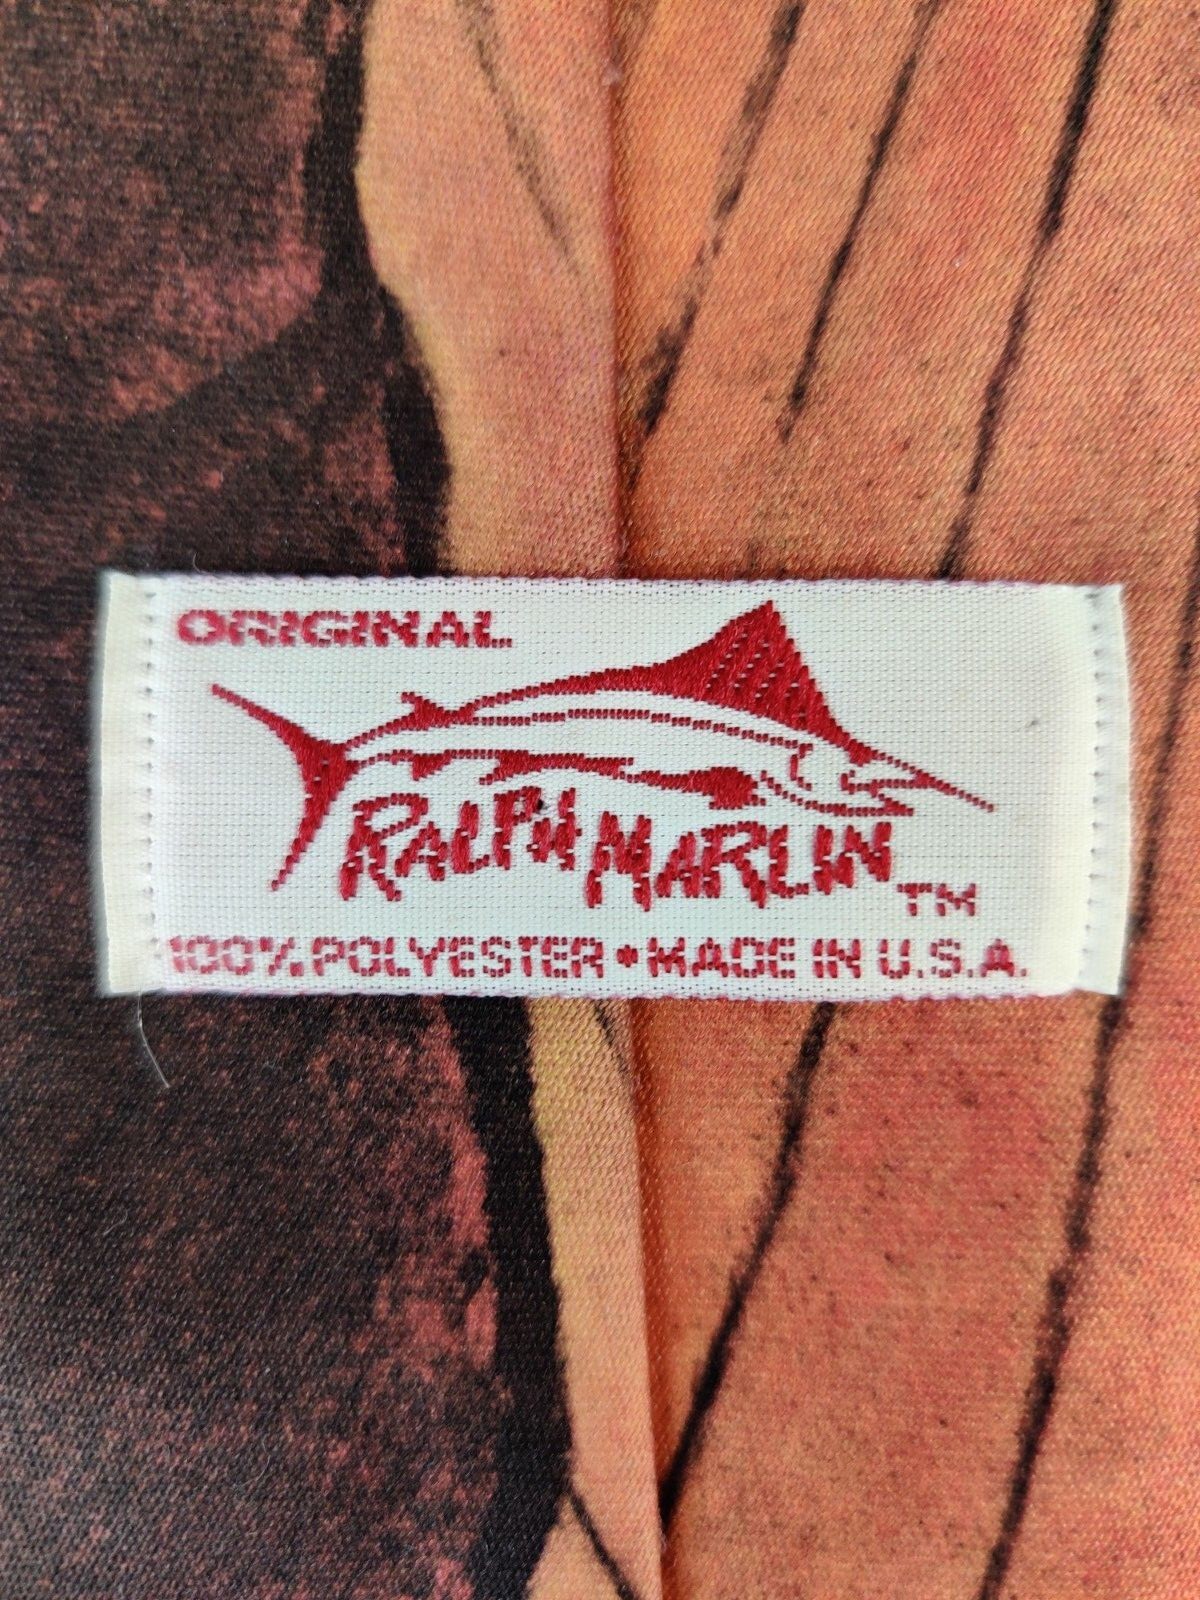 ORIGINAL
RALPH MARLIN TM
100% POLYESTER • MADE IN U.S.A.